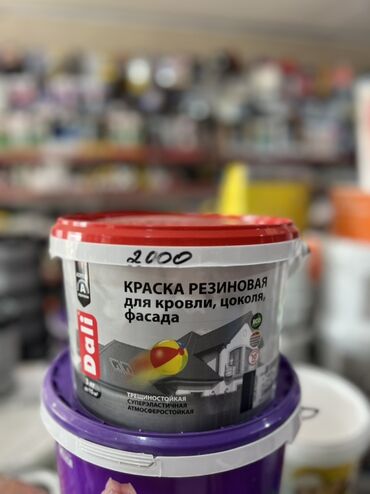 2000
Dali
КРАСКА РЕЗИНОВАЯ
для кровли, цоколя,
фасада
ТРЕЩИНОСТОЙКАЯ
СУПЕРЭЛАСТИЧНАЯ
АТМОСФЕРОСТОЙКАЯ